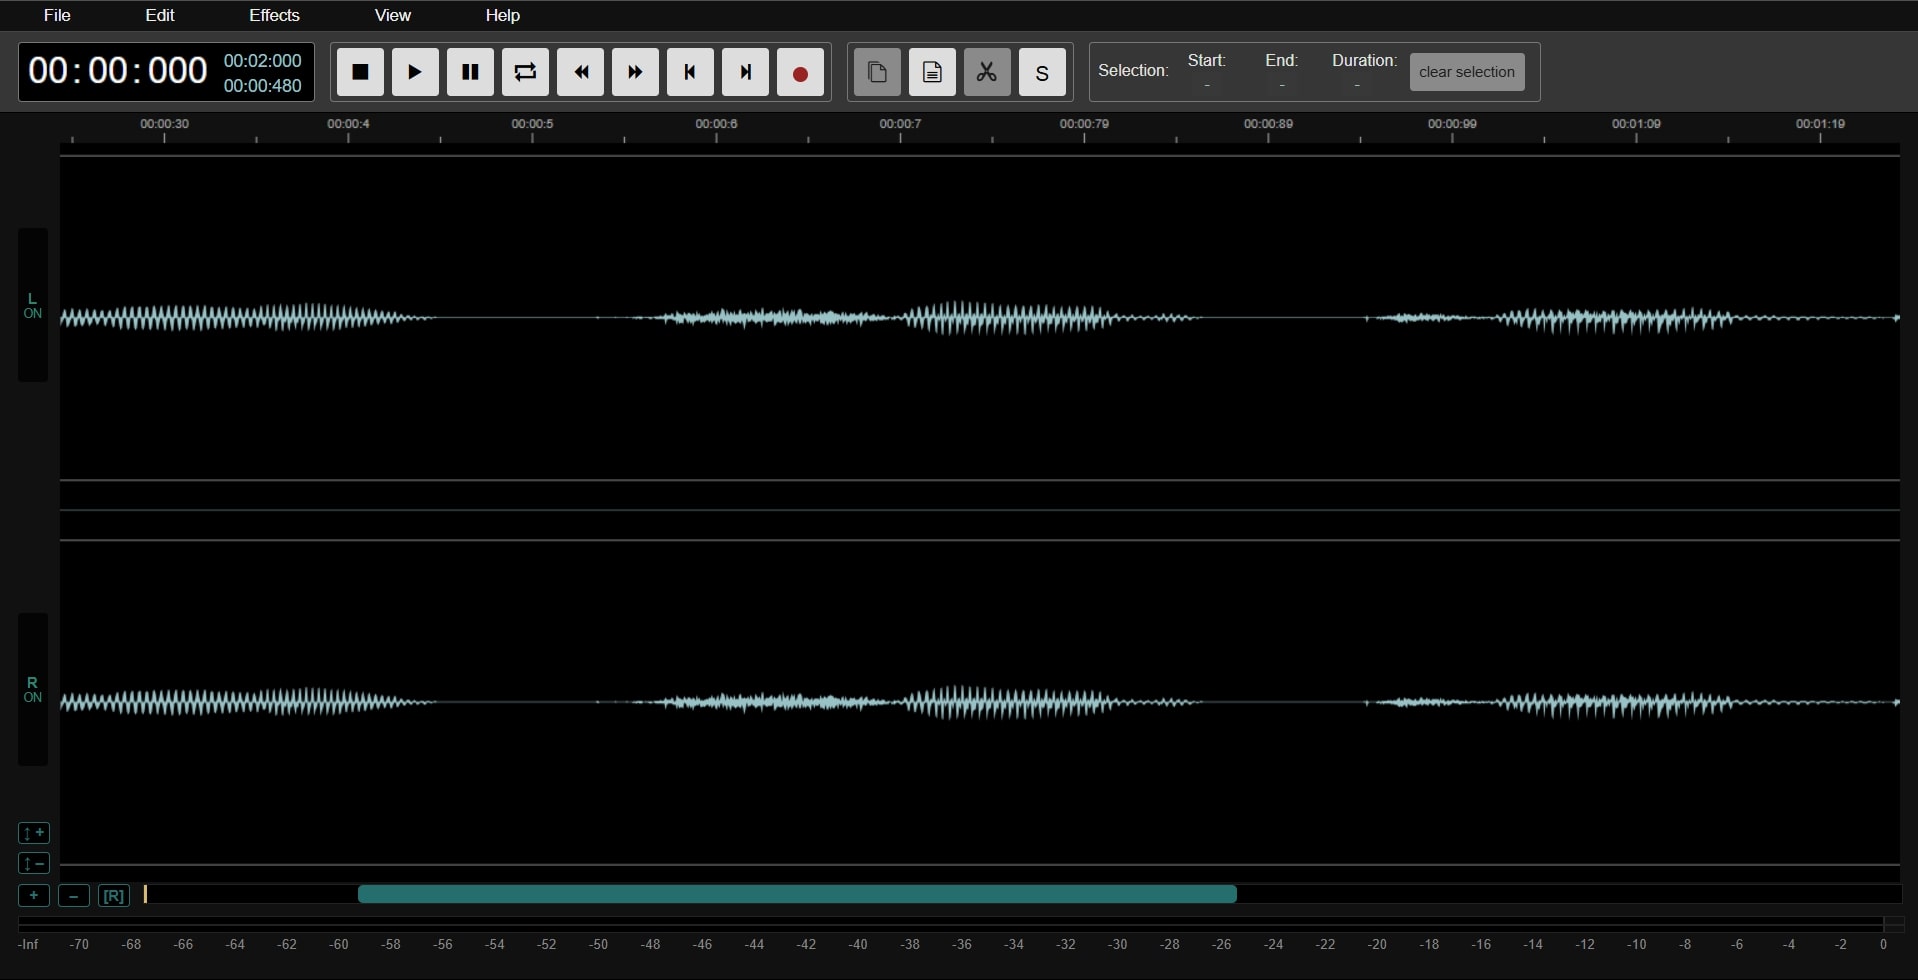 File Edit Effects View Help
00:00:000 00:02:000
00:00:480
S
Selection: Start: End: Duration: clear selection
- - -
00:00:30 00:00:4 00:00:5 00:00:6 00:00:7 00:00:79 00:00:89 00:00:99 00:01:09 00:01:19
L
ON
R
ON
+
–
+ – [R]
-Inf -70 -68 -66 -64 -62 -60 -58 -56 -54 -52 -50 -48 -46 -44 -42 -40 -38 -36 -34 -32 -30 -28 -26 -24 -22 -20 -18 -16 -14 -12 -10 -8 -6 -4 -2 0